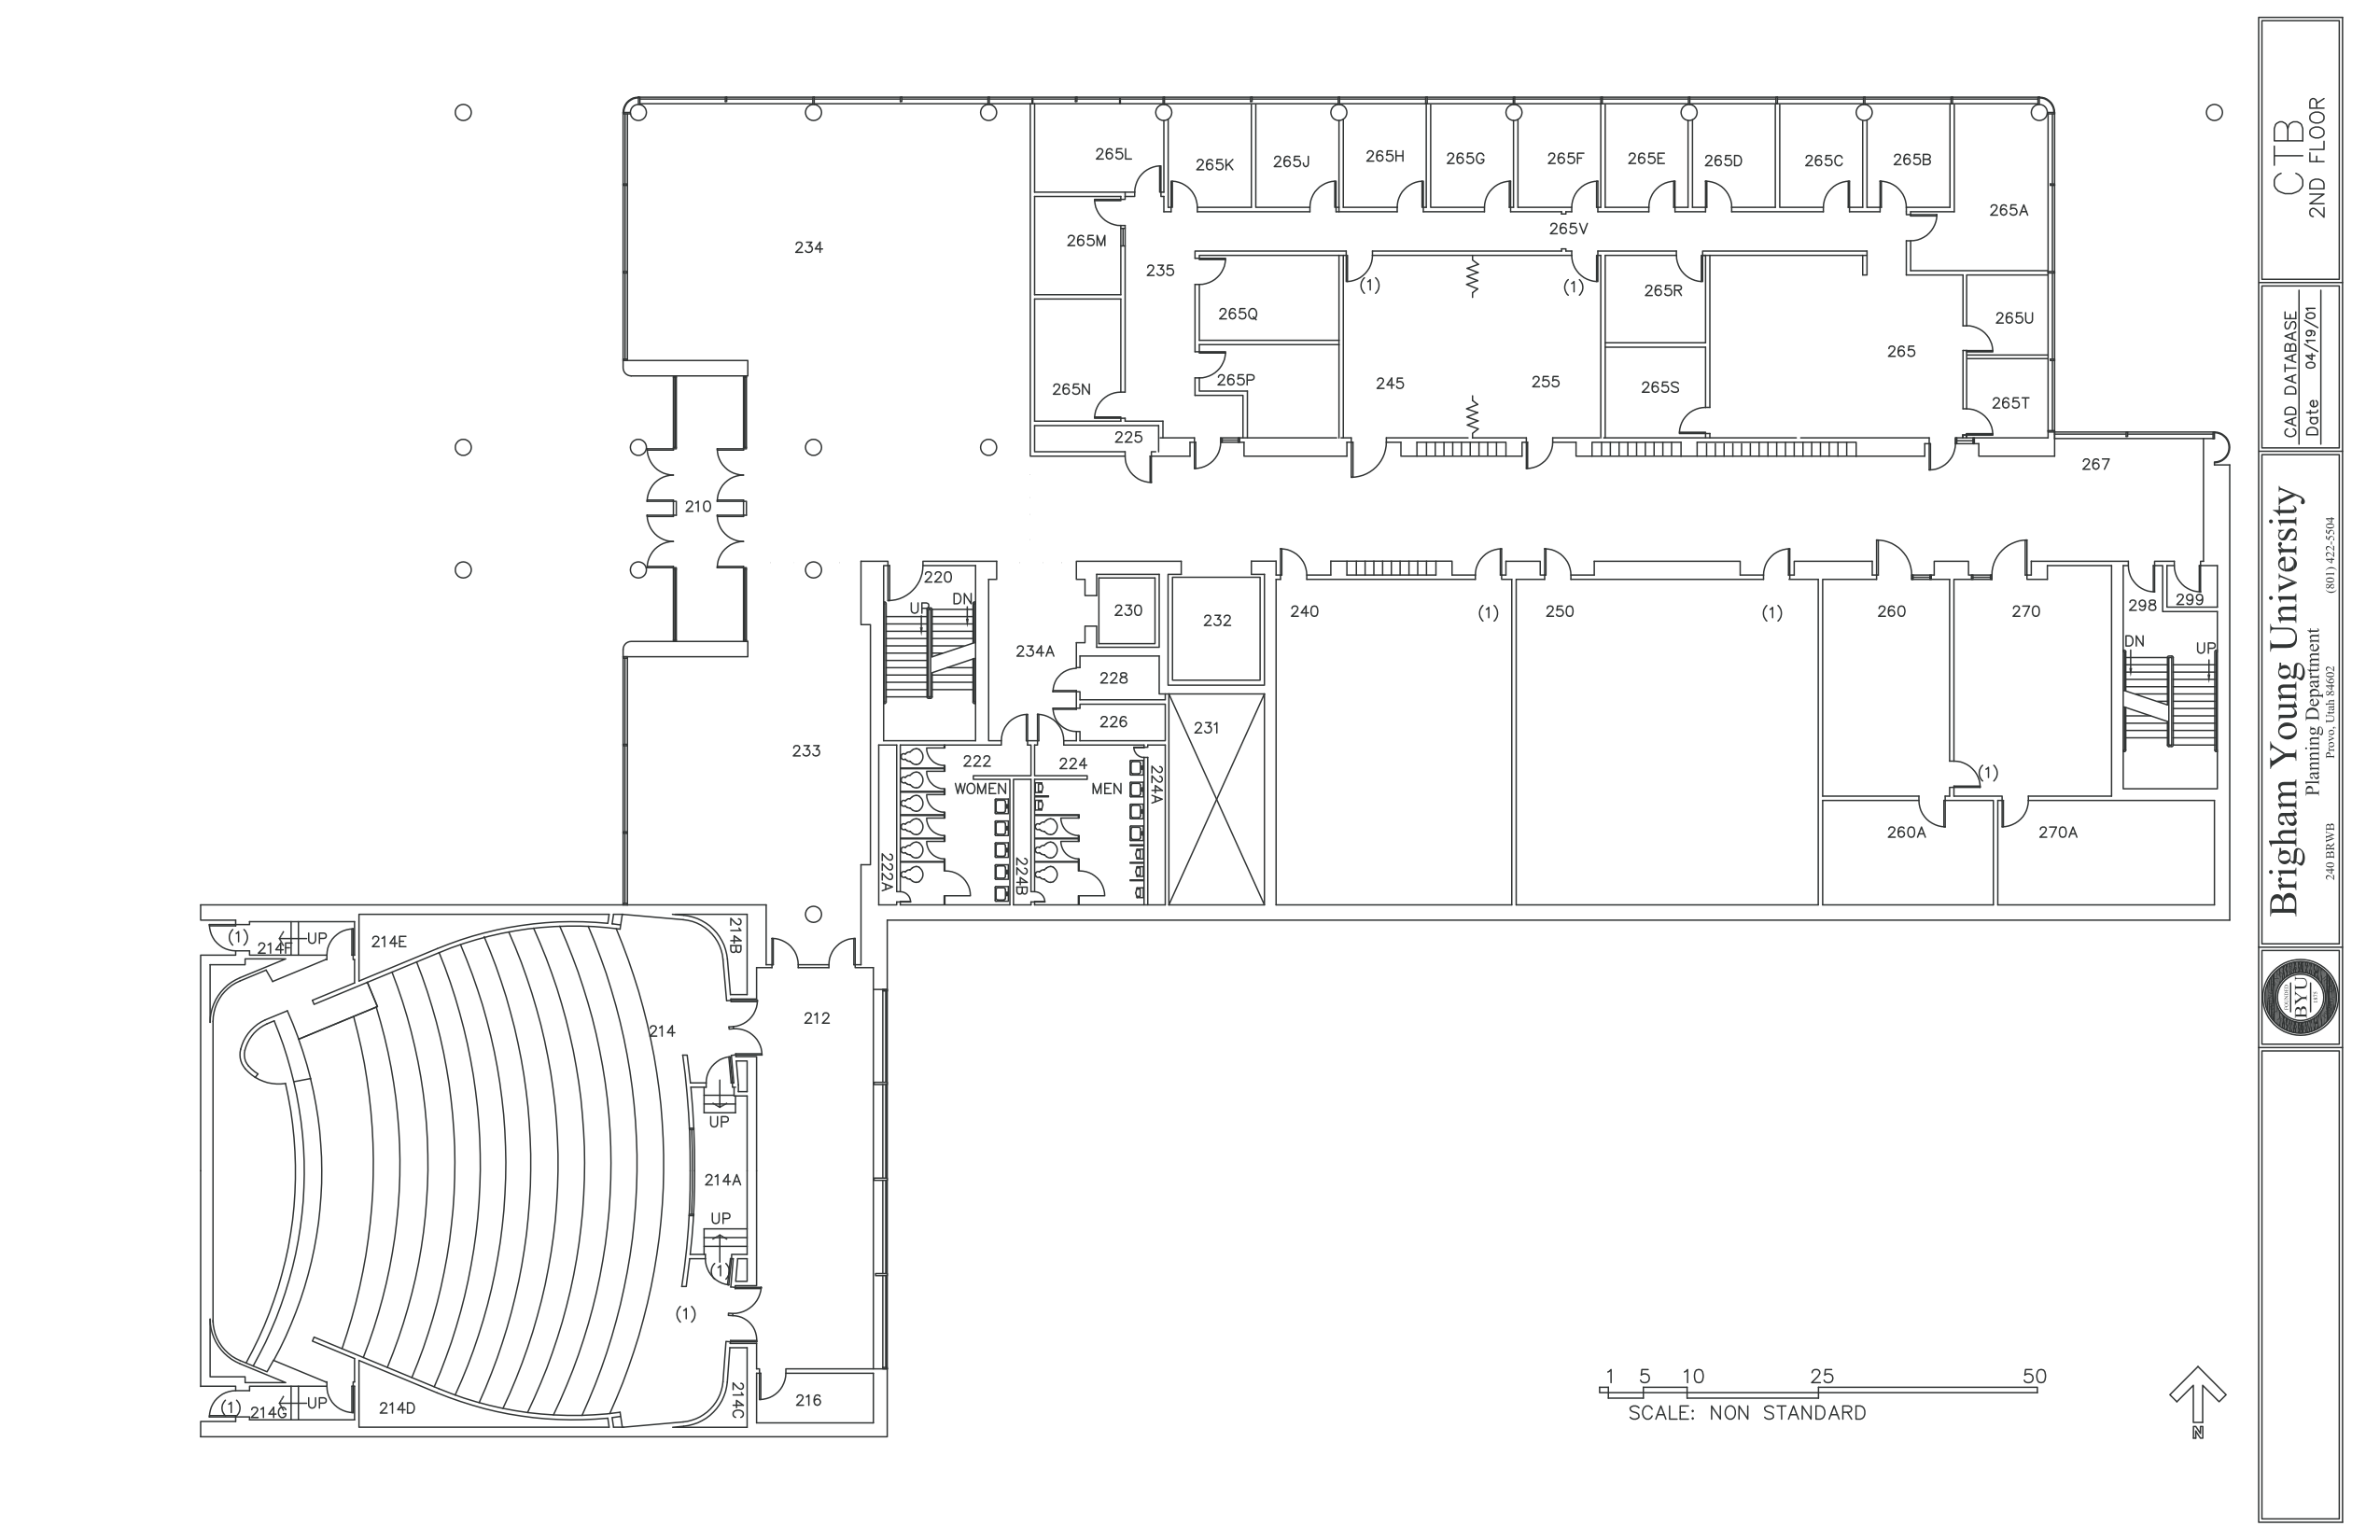 265L
265K
265J
265H
265G
265F
265E
265D
265C
265B
265A
265M
235
265V
234
(1)
(1)
265R
265Q
265U
265
265P
245
255
265S
265N
265T
225
267
210
220
UP
DN
230
232
240
(1)
250
(1)
260
270
298
299
DN
UP
234A
228
226
231
233
222
224
WOMEN
MEN
224A
222A
224B
(1)
260A
270A
(1)
214F
UP
214E
214B
214
212
UP
214A
UP
(1)
(1)
(1)
214G
UP
214D
214C
216
1 5 10 25 50
SCALE: NON STANDARD
N
CTB
2ND FLOOR
CAD DATABASE
Date 04/19/01
Brigham Young University
Planning Department
240 BRWB Provo, Utah 84602 (801) 422-5504
FOUNDED
BYU
1875